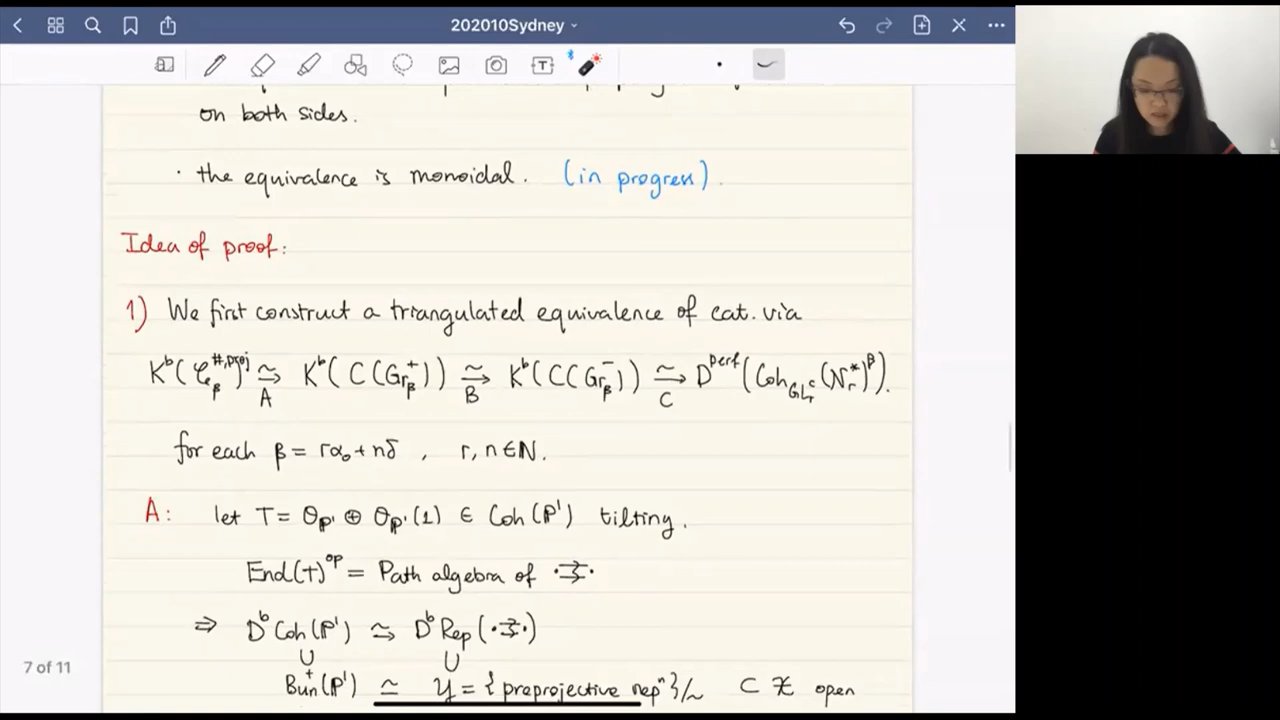 202010Sydney
on both sides.
· the equivalence is monoidal. (in progress).
Idea of proof:
1) We first construct a triangulated equivalence of cat. via
K^b(𝒞_β^{#,proj}) ≃_A K^b(C(Gr_β^+)) ≃_B K^b(C(Gr_β^-)) ≃_C D^{perf}(Coh_{GL_r^c}(N_r^*)^β).
for each β = rα₀ + nδ , r, n ∈ ℕ.
A: let T = O_{P^1} ⊕ O_{P^1}(1) ∈ Coh(P^1) tilting.
End(T)^{op} = Path algebra of ·⇉·
⇒ D^b Coh(P^1) ≃ D^b Rep(·⇉·)
∪ ∪
Bun^+(P^1) ≃ Y = {preprojective rep^n}/~ ⊂ X open
7 of 11